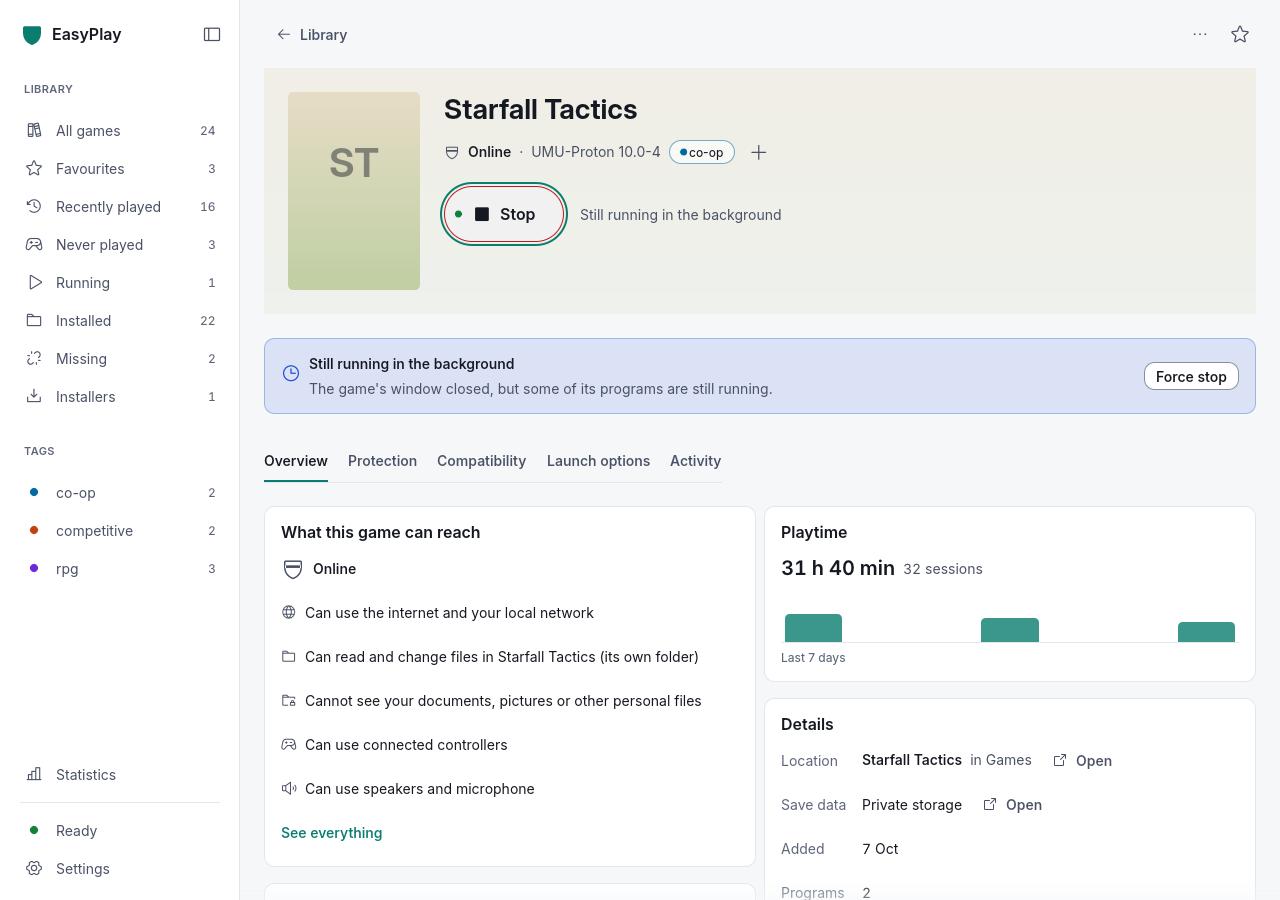 EasyPlay
LIBRARY
All games 24
Favourites 3
Recently played 16
Never played 3
Running 1
Installed 22
Missing 2
Installers 1
TAGS
co-op 2
competitive 2
rpg 3
Statistics
Ready
Settings
Library
ST
Starfall Tactics
Online · UMU-Proton 10.0-4 co-op
Stop Still running in the background
Still running in the background
The game's window closed, but some of its programs are still running.
Force stop
Overview Protection Compatibility Launch options Activity
What this game can reach
Online
Can use the internet and your local network
Can read and change files in Starfall Tactics (its own folder)
Cannot see your documents, pictures or other personal files
Can use connected controllers
Can use speakers and microphone
See everything
Playtime
31 h 40 min 32 sessions
Last 7 days
Details
Location Starfall Tactics in Games Open
Save data Private storage Open
Added 7 Oct
Programs 2